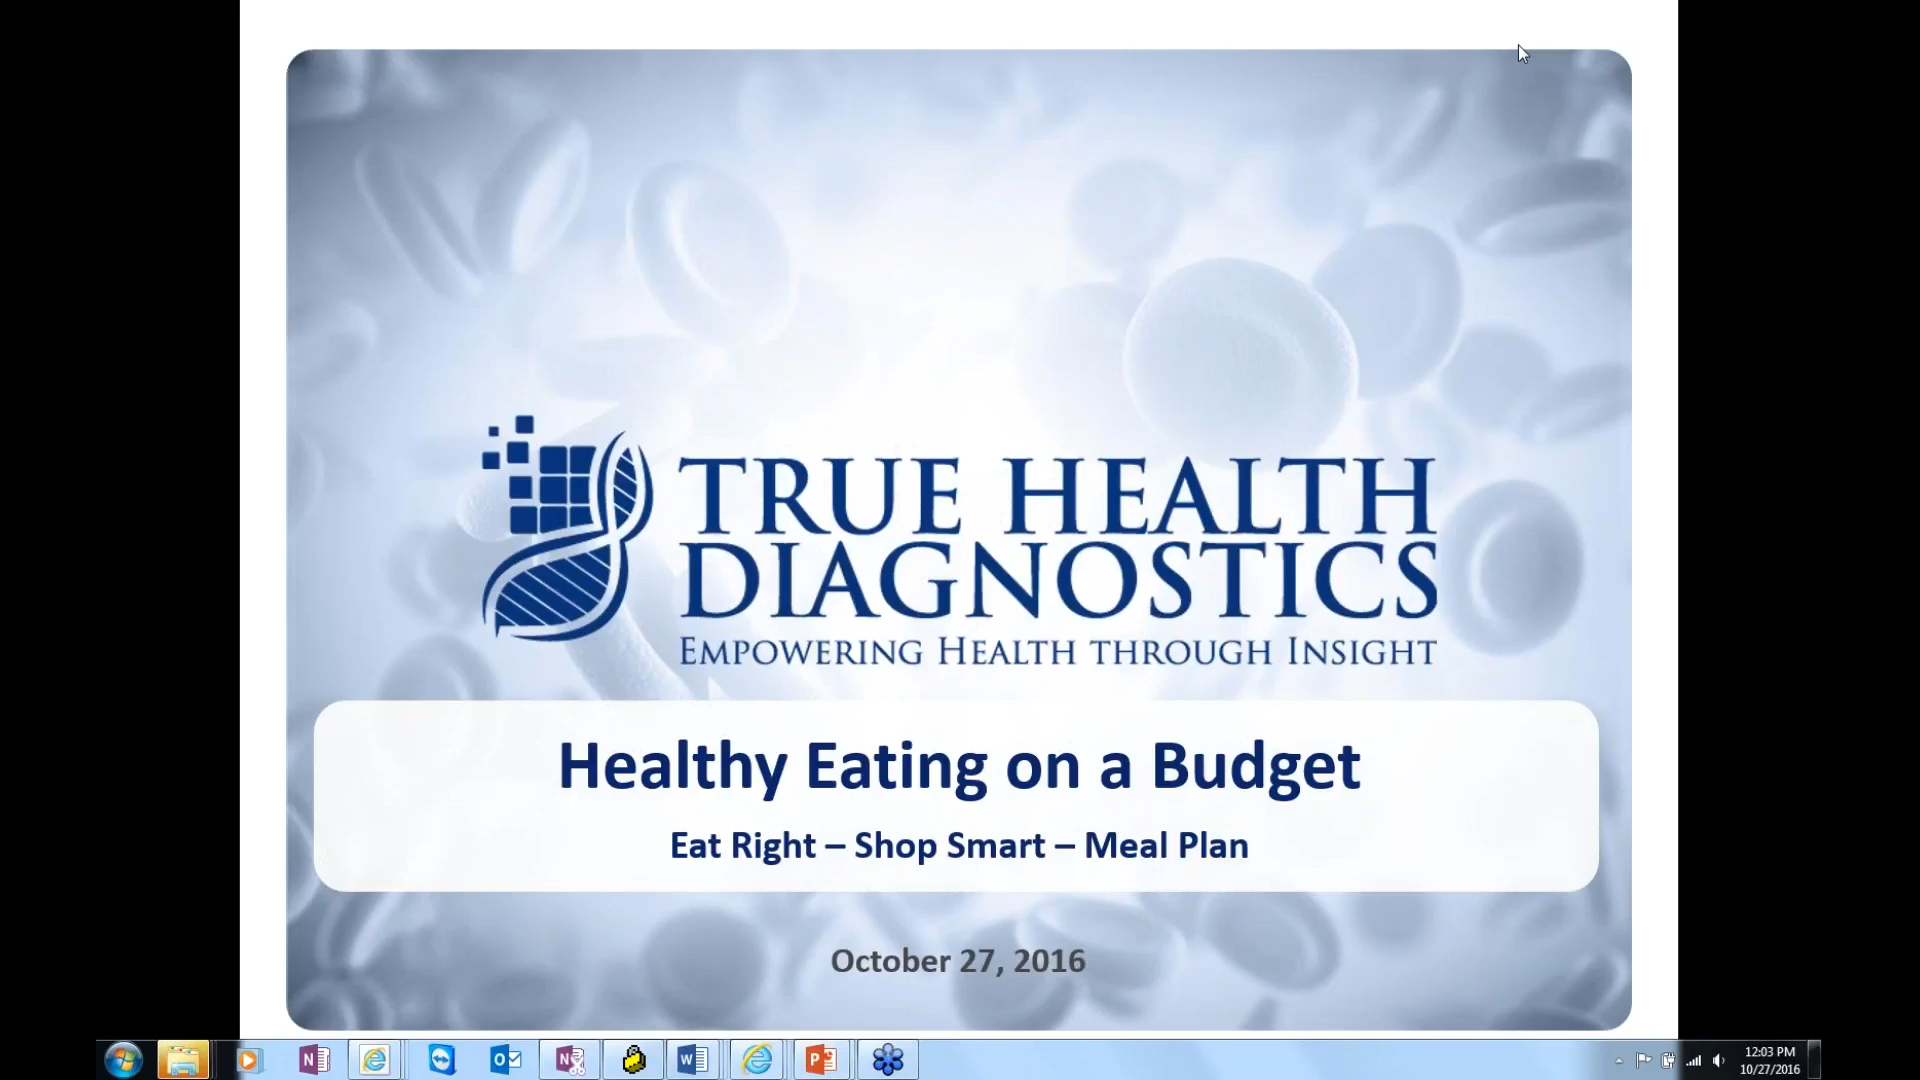 TRUE HEALTH
DIAGNOSTICS
EMPOWERING HEALTH THROUGH INSIGHT
Healthy Eating on a Budget
Eat Right – Shop Smart – Meal Plan
October 27, 2016
12:03 PM
10/27/2016